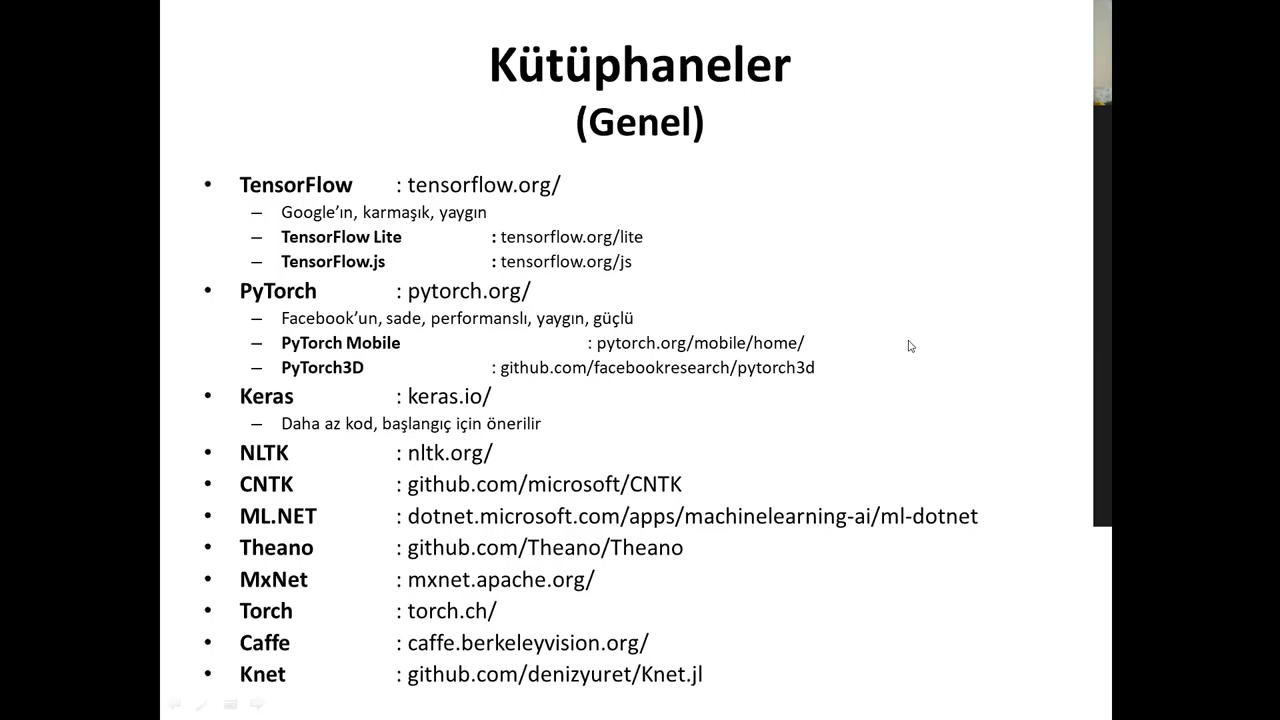 Kütüphaneler
(Genel)
• TensorFlow : tensorflow.org/
– Google’ın, karmaşık, yaygın
– TensorFlow Lite : tensorflow.org/lite
– TensorFlow.js : tensorflow.org/js
• PyTorch : pytorch.org/
– Facebook’un, sade, performanslı, yaygın, güçlü
– PyTorch Mobile : pytorch.org/mobile/home/
– PyTorch3D : github.com/facebookresearch/pytorch3d
• Keras : keras.io/
– Daha az kod, başlangıç için önerilir
• NLTK : nltk.org/
• CNTK : github.com/microsoft/CNTK
• ML.NET : dotnet.microsoft.com/apps/machinelearning-ai/ml-dotnet
• Theano : github.com/Theano/Theano
• MxNet : mxnet.apache.org/
• Torch : torch.ch/
• Caffe : caffe.berkeleyvision.org/
• Knet : github.com/denizyuret/Knet.jl